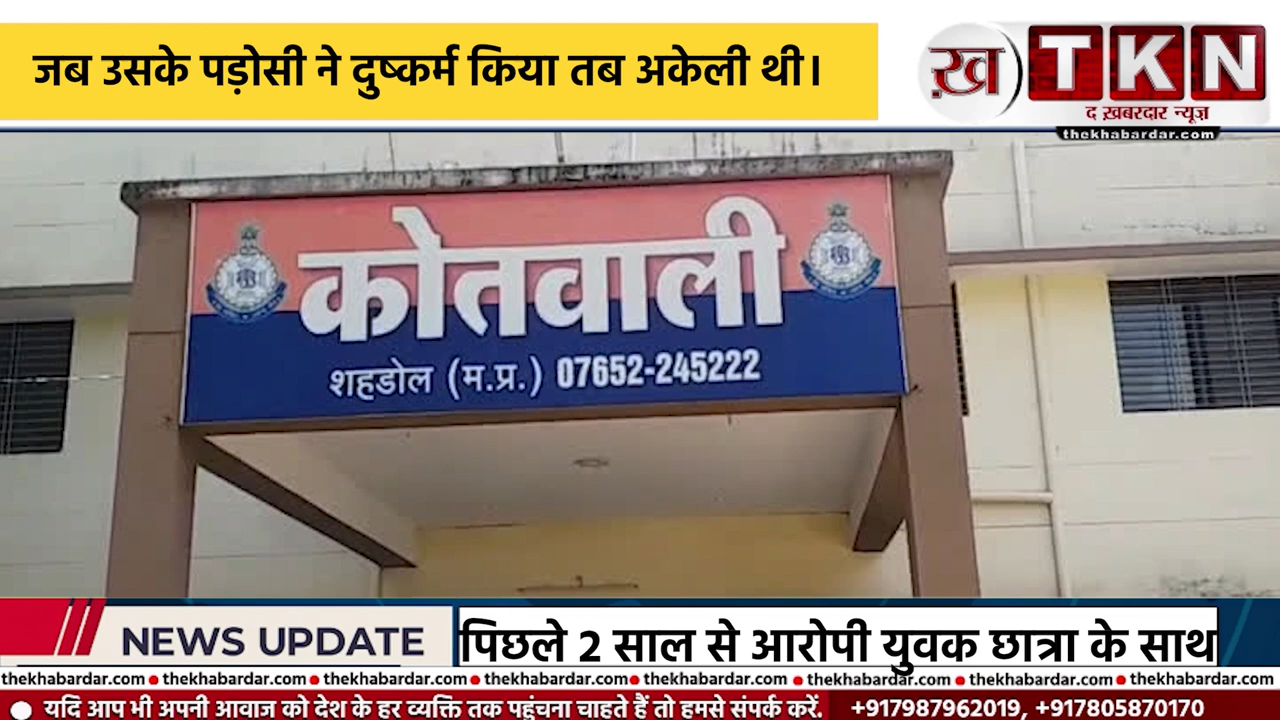 जब उसके पड़ोसी ने दुष्कर्म किया तब अकेली थी।
ख़ TKN
द ख़बरदार न्यूज़
thekhabardar.com
कोतवाली
शहडोल (म.प्र.) 07652-245222
NEWS UPDATE
पिछले 2 साल से आरोपी युवक छात्रा के साथ
thekhabardar.com • thekhabardar.com • thekhabardar.com • thekhabardar.com • thekhabardar.com • thekhabardar.com • thekhabardar.com • thekhabardar.com
• यदि आप भी अपनी आवाज को देश के हर व्यक्ति तक पहुंचना चाहते हैं तो हमसे संपर्क करें. +917987962019, +917805870170